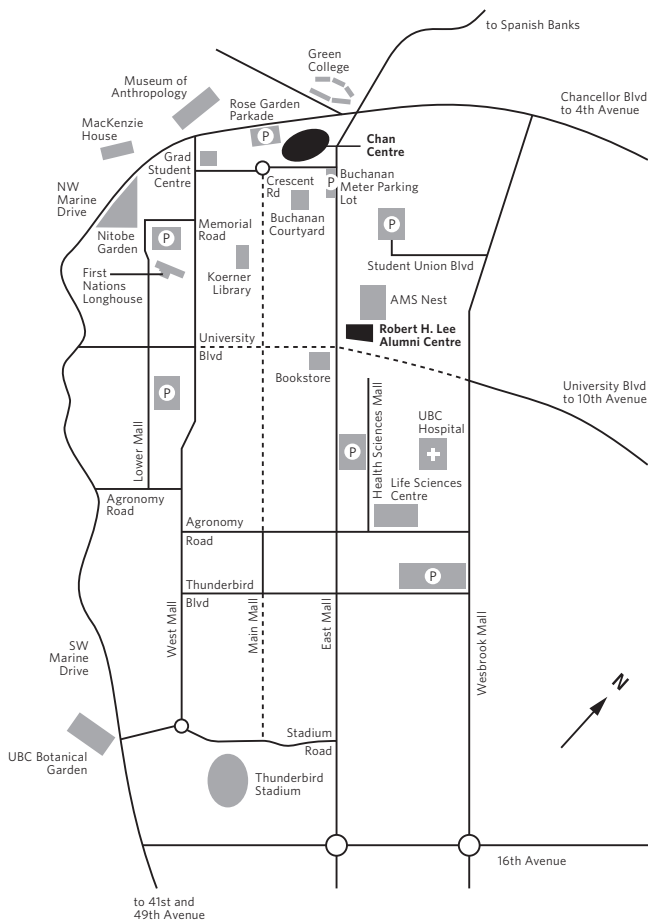 to Spanish Banks
Green
College
Museum of
Anthropology
Rose Garden
Parkade
Chancellor Blvd
to 4th Avenue
MacKenzie
House
P
Chan
Centre
Grad
Student
Centre
Crescent
Rd
P
Buchanan
Meter Parking
Lot
NW
Marine
Drive
Buchanan
Courtyard
Memorial
Road
P
Nitobe
Garden
P
Student Union Blvd
First
Nations
Longhouse
Koerner
Library
AMS Nest
Robert H. Lee
Alumni Centre
University
Blvd
Bookstore
University Blvd
to 10th Avenue
P
Lower Mall
Health Sciences Mall
UBC
Hospital
P
Life Sciences
Centre
Agronomy
Road
Agronomy
Road
P
Thunderbird
Blvd
West Mall
Main Mall
East Mall
Wesbrook Mall
SW
Marine
Drive
N
Stadium
Road
UBC Botanical
Garden
Thunderbird
Stadium
16th Avenue
to 41st and
49th Avenue